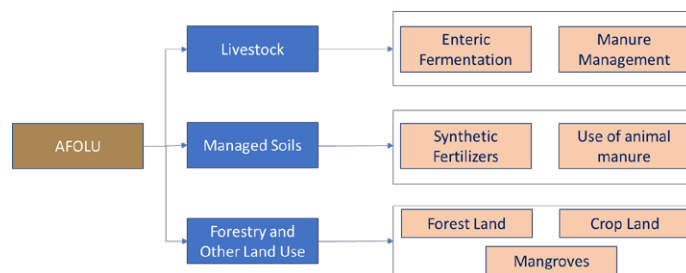 Livestock
Enteric
Fermentation
Manure
Management
AFOLU
Managed Soils
Synthetic
Fertilizers
Use of animal
manure
Forestry and
Other Land Use
Forest Land
Crop Land
Mangroves